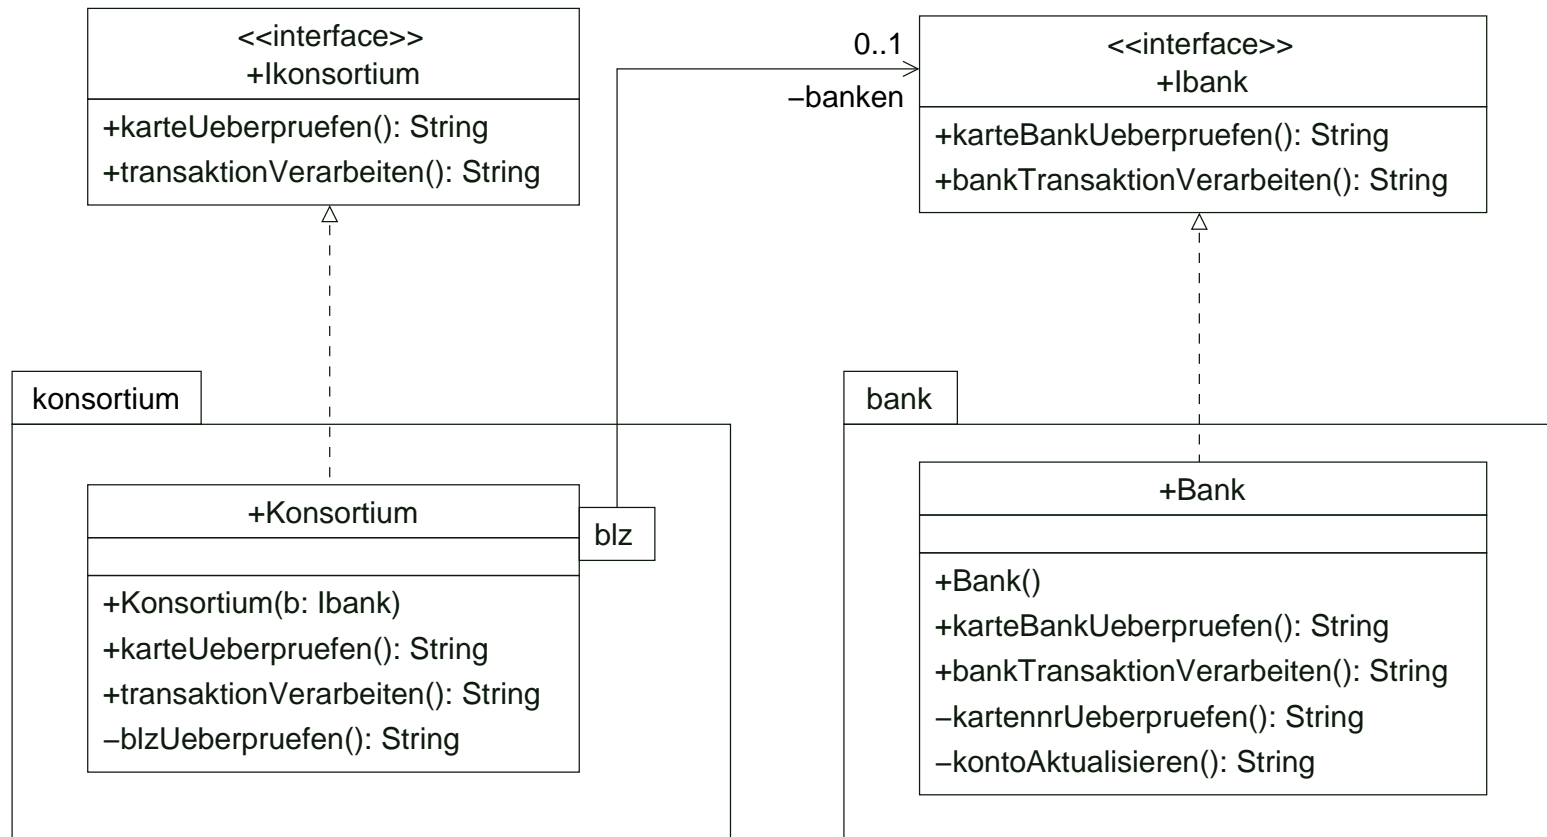 <<interface>>
+Ikonsortium
+karteUeberpruefen(): String
+transaktionVerarbeiten(): String
0..1
−banken
<<interface>>
+Ibank
+karteBankUeberpruefen(): String
+bankTransaktionVerarbeiten(): String
konsortium
+Konsortium
blz
+Konsortium(b: Ibank)
+karteUeberpruefen(): String
+transaktionVerarbeiten(): String
−blzUeberpruefen(): String
bank
+Bank
+Bank()
+karteBankUeberpruefen(): String
+bankTransaktionVerarbeiten(): String
−kartennrUeberpruefen(): String
−kontoAktualisieren(): String